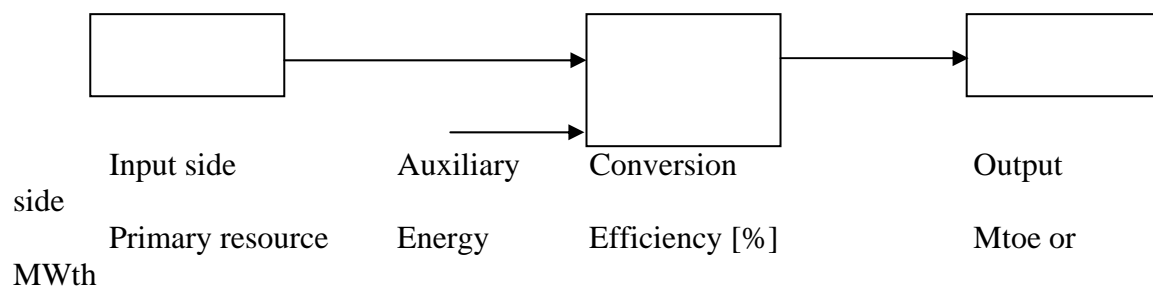 Input side Auxiliary Conversion Output
side
Primary resource Energy Efficiency [%] Mtoe or
MWth